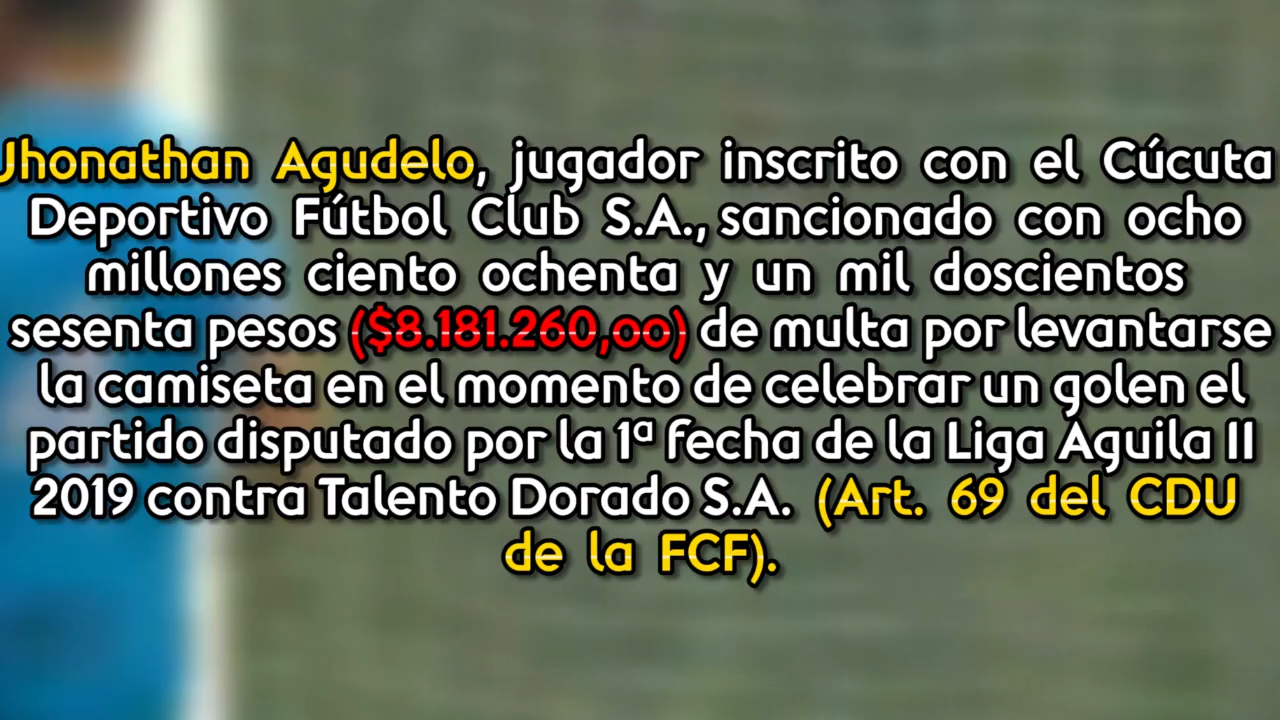 Jhonathan Agudelo, jugador inscrito con el Cúcuta
Deportivo Fútbol Club S.A., sancionado con ocho
millones ciento ochenta y un mil doscientos
sesenta pesos ($8.181.260,oo) de multa por levantarse
la camiseta en el momento de celebrar un golen el
partido disputado por la 1ª fecha de la Liga Águila II
2019 contra Talento Dorado S.A. (Art. 69 del CDU
de la FCF).